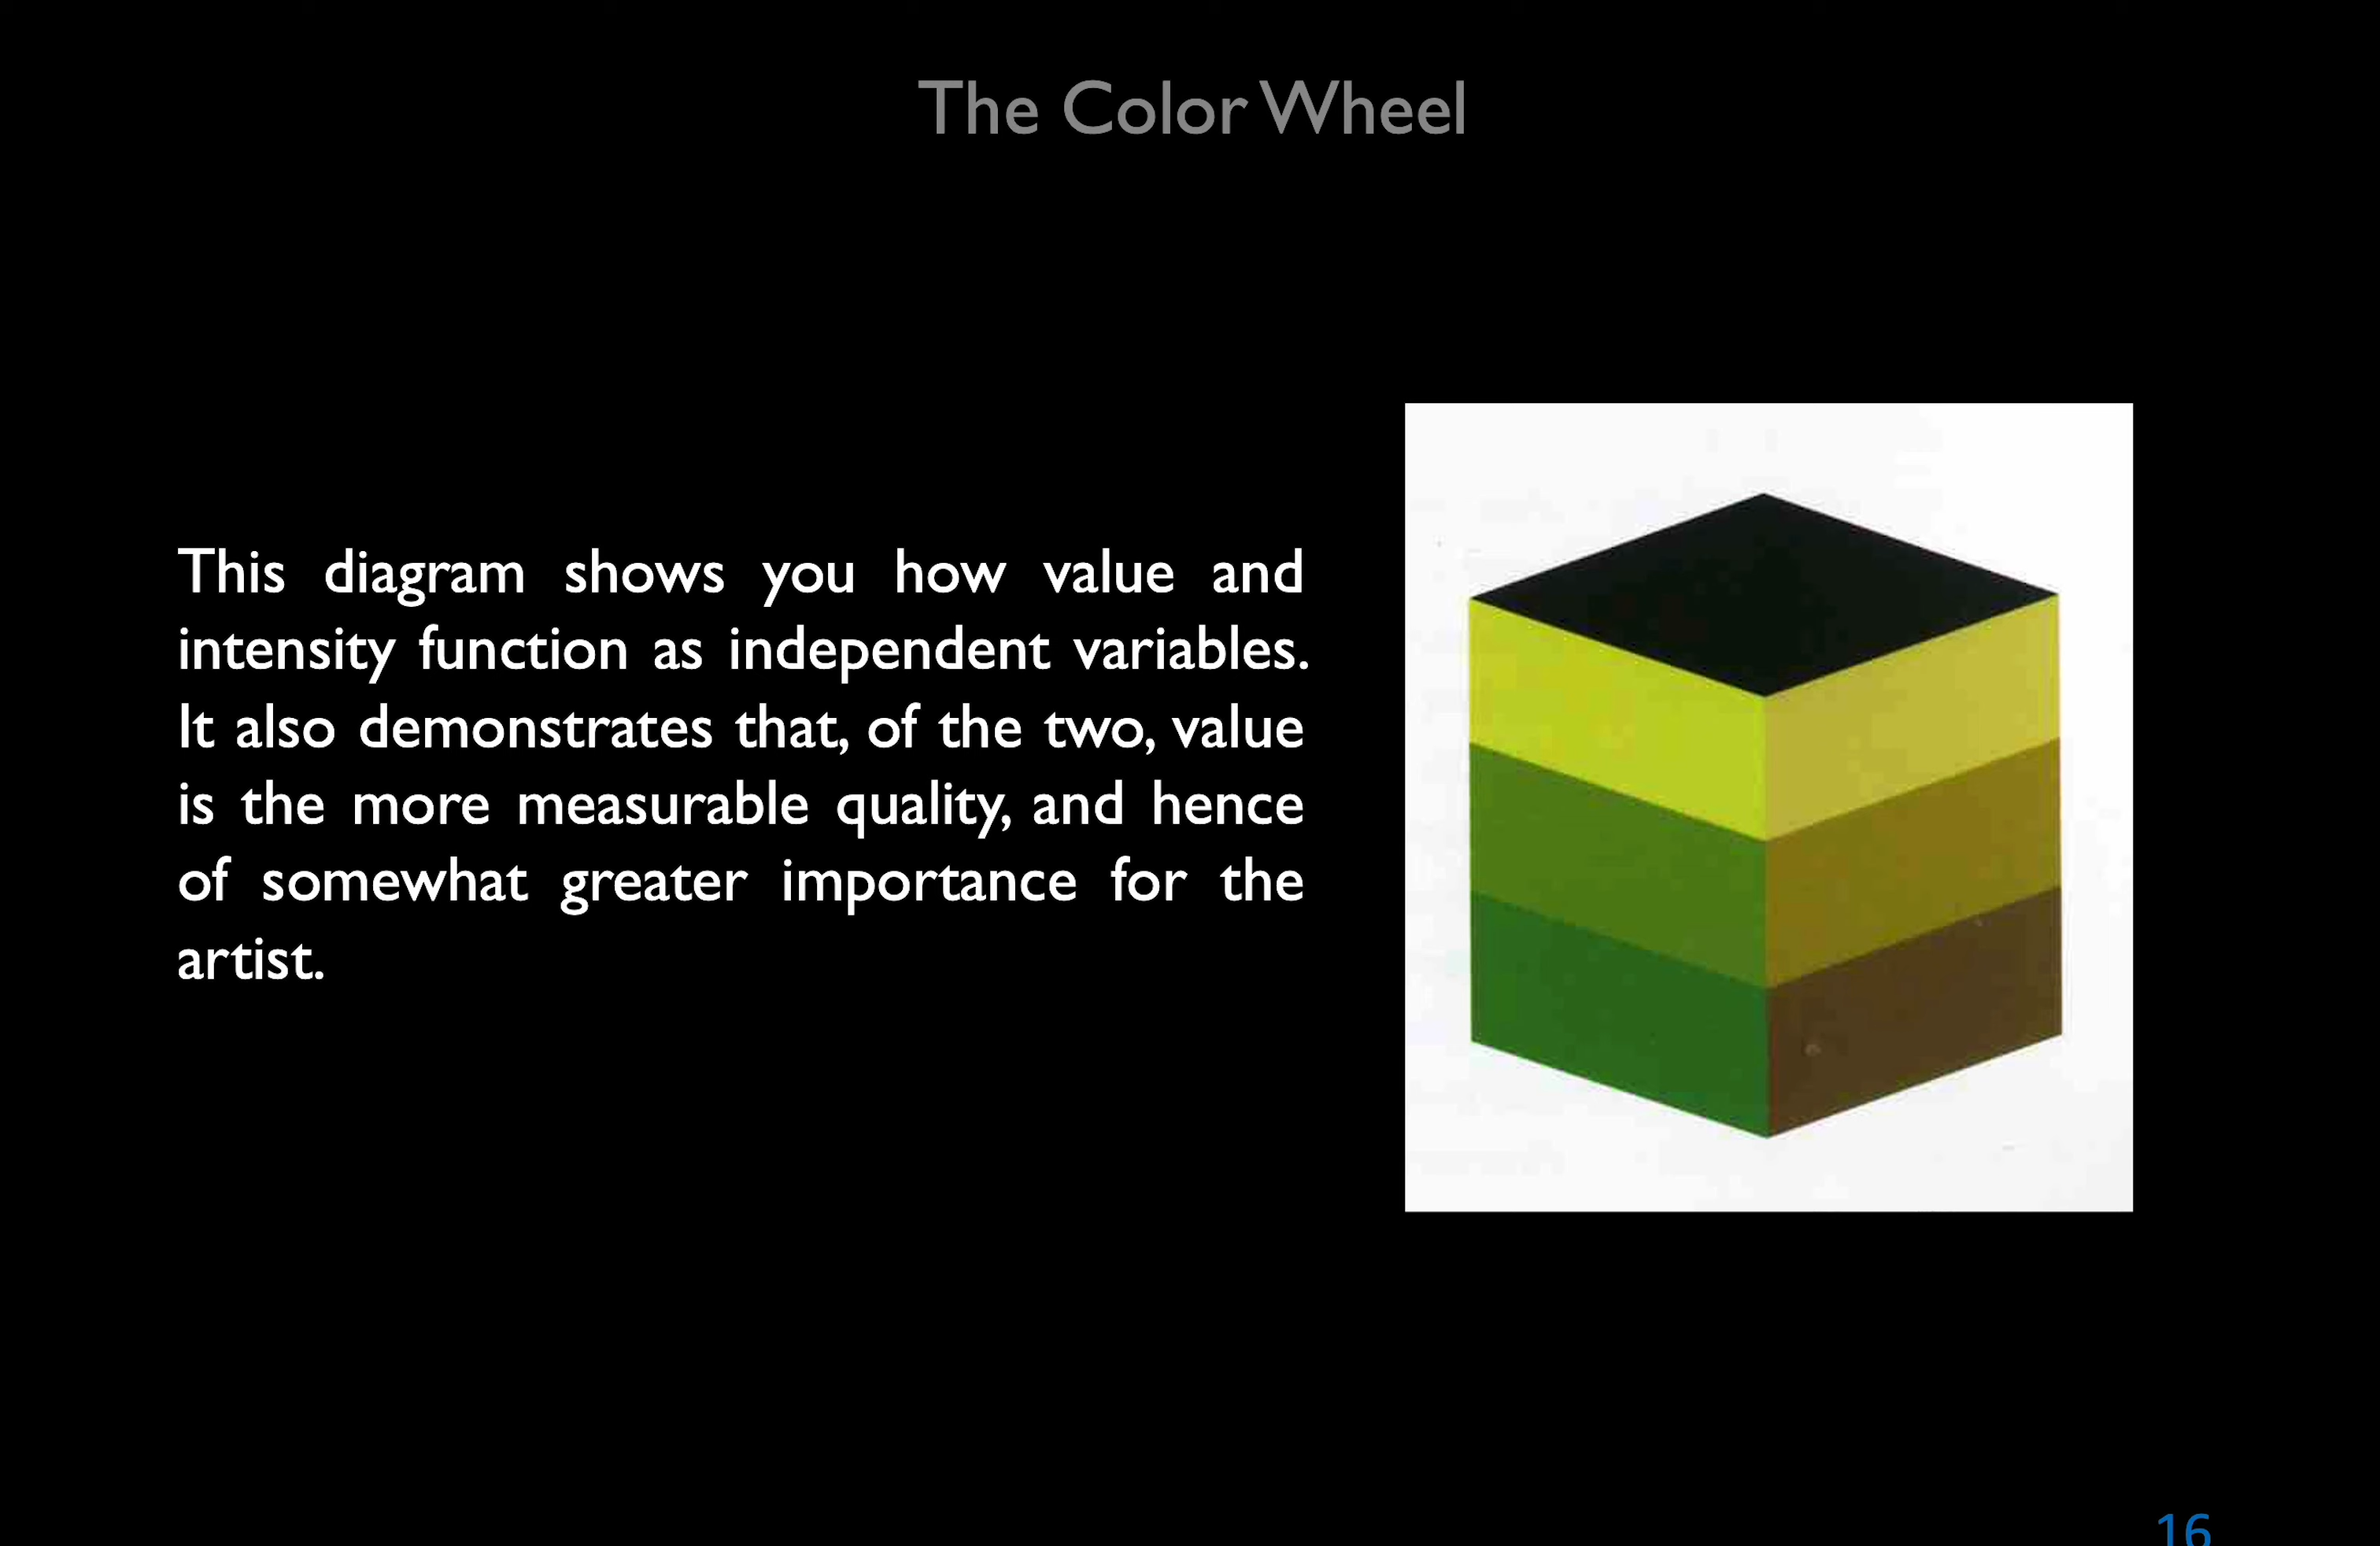 The Color Wheel
This diagram shows you how value and
intensity function as independent variables.
It also demonstrates that, of the two, value
is the more measurable quality, and hence
of somewhat greater importance for the
artist.
16